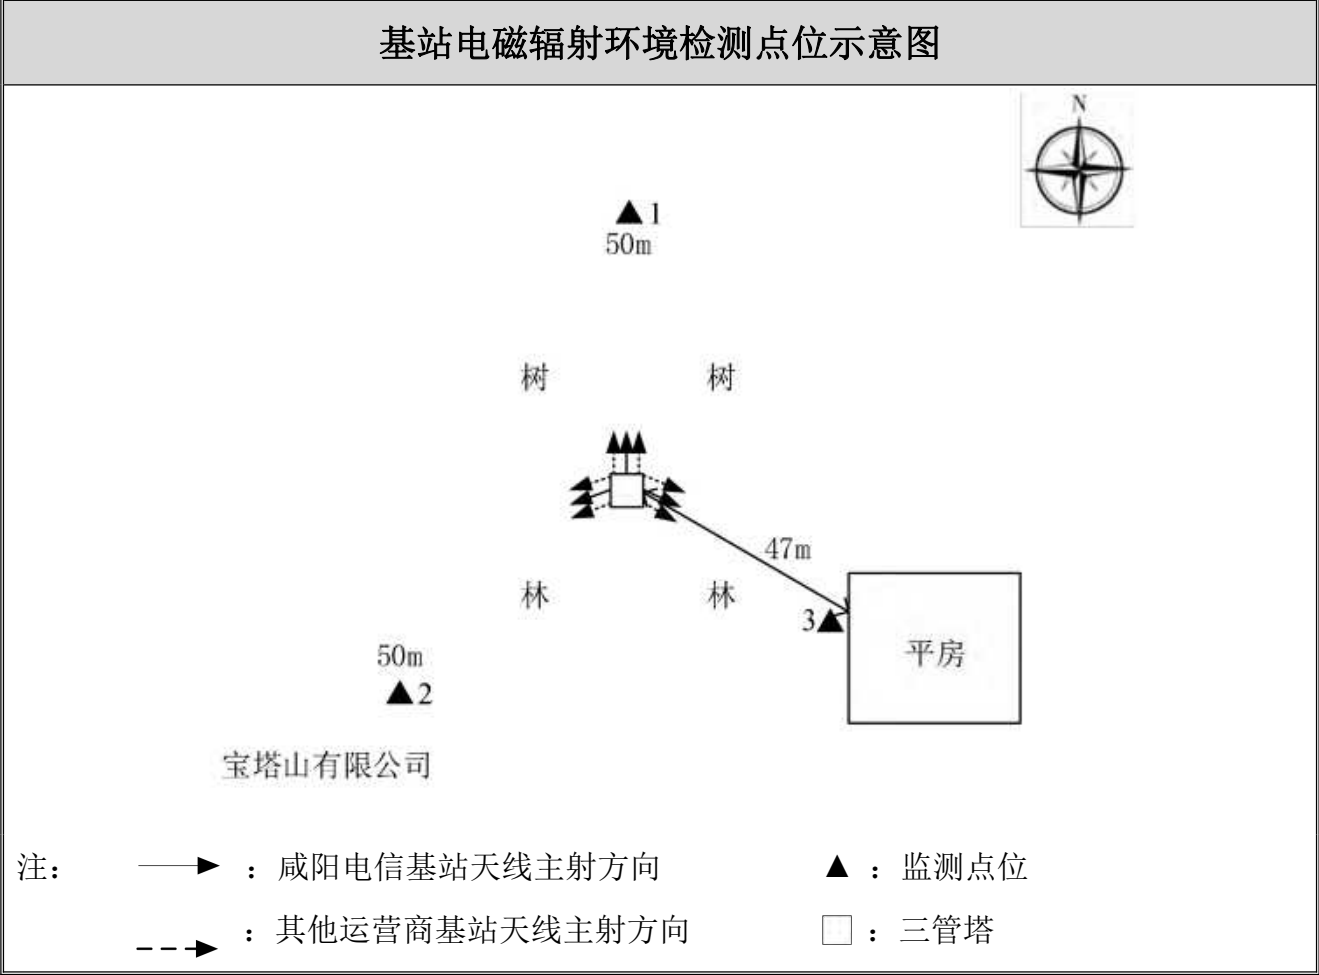 基站电磁辐射环境检测点位示意图
N
▲1
50m
树 树
47m
林 林
3▲
平房
50m
▲2
宝塔山有限公司
注： ：咸阳电信基站天线主射方向 ▲：监测点位
：其他运营商基站天线主射方向 □：三管塔